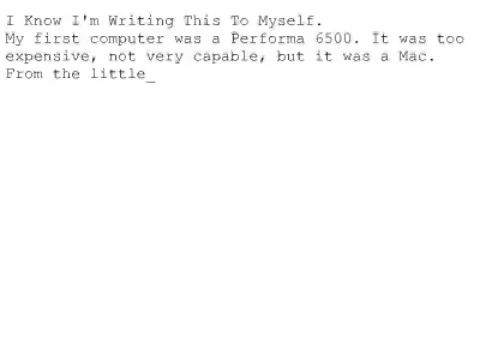 I Know I'm Writing This To Myself.
My first computer was a Performa 6500. It was too
expensive, not very capable, but it was a Mac.
From the little_